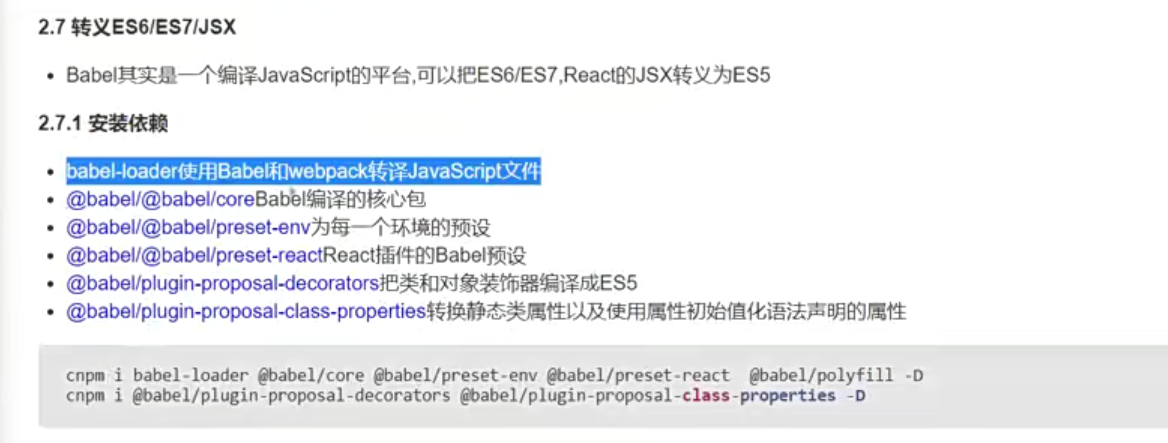 2.7 转义ES6/ES7/JSX
• Babel其实是一个编译JavaScript的平台,可以把ES6/ES7,React的JSX转义为ES5
2.7.1 安装依赖
• babel-loader使用Babel和webpack转译JavaScript文件
• @babel/@babel/coreBabel编译的核心包
• @babel/@babel/preset-env为每一个环境的预设
• @babel/@babel/preset-reactReact插件的Babel预设
• @babel/plugin-proposal-decorators把类和对象装饰器编译成ES5
• @babel/plugin-proposal-class-properties转换静态类属性以及使用属性初始值化语法声明的属性
cnpm i babel-loader @babel/core @babel/preset-env @babel/preset-react  @babel/polyfill -D
cnpm i @babel/plugin-proposal-decorators @babel/plugin-proposal-class-properties -D